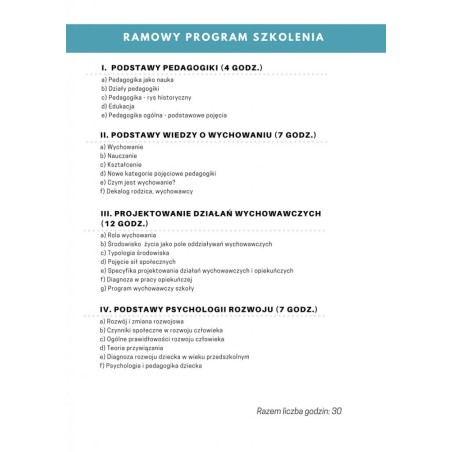 RAMOWY PROGRAM SZKOLENIA
I. PODSTAWY PEDAGOGIKI (4 GODZ.)
a) Pedagogika jako nauka
b) Działy pedagogiki
c) Pedagogika - rys historyczny
d) Edukacja
e) Pedagogika ogólna - podstawowe pojęcia
II. PODSTAWY WIEDZY O WYCHOWANIU (7 GODZ.)
a) Wychowanie
b) Nauczanie
c) Kształcenie
d) Nowe kategorie pojęciowe pedagogiki
e) Czym jest wychowanie?
f) Dekalog rodzica, wychowawcy
III. PROJEKTOWANIE DZIAŁAŃ WYCHOWAWCZYCH
(12 GODZ.)
a) Rola wychowania
b) Środowisko życia jako pole oddziaływań wychowawczych
c) Typologia środowiska
d) Pojęcie sił społecznych
e) Specyfika projektowania działań wychowawczych i opiekuńczych
f) Diagnoza w pracy opiekuńczej
g) Program wychowawczy szkoły
IV. PODSTAWY PSYCHOLOGII ROZWOJU (7 GODZ.)
a) Rozwój i zmiana rozwojowa
b) Czynniki społeczne w rozwoju człowieka
c) Ogólne prawidłowości rozwoju człowieka
d) Teoria przywiązania
e) Diagnoza rozwoju dziecka w wieku przedszkolnym
f) Psychologia i pedagogika dziecka
Razem liczba godzin: 30